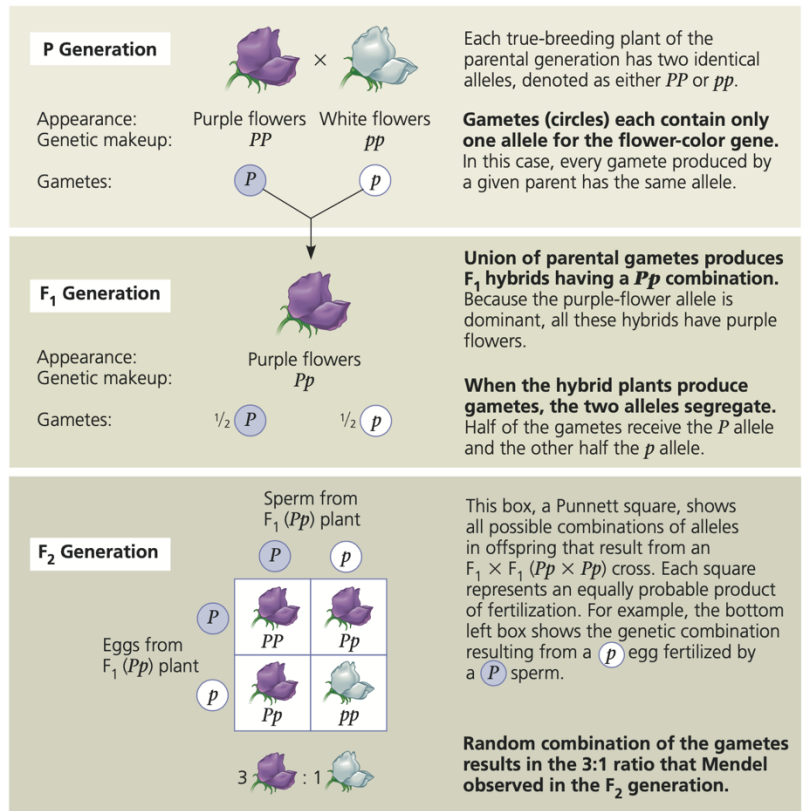 P Generation
×
Each true-breeding plant of the
parental generation has two identical
alleles, denoted as either PP or pp.
Appearance:
Genetic makeup:
Purple flowers
PP
White flowers
pp
Gametes (circles) each contain only
one allele for the flower-color gene.
In this case, every gamete produced by
a given parent has the same allele.
Gametes:
P
p
F₁ Generation
Union of parental gametes produces
F₁ hybrids having a Pp combination.
Because the purple-flower allele is
dominant, all these hybrids have purple
flowers.
Appearance:
Genetic makeup:
Purple flowers
Pp
When the hybrid plants produce
gametes, the two alleles segregate.
Half of the gametes receive the P allele
and the other half the p allele.
Gametes:
1/2 P
1/2 p
F₂ Generation
Sperm from
F₁ (Pp) plant
P
p
Eggs from
F₁ (Pp) plant
P
p
PP
Pp
Pp
pp
3 : 1
This box, a Punnett square, shows
all possible combinations of alleles
in offspring that result from an
F₁ × F₁ (Pp × Pp) cross. Each square
represents an equally probable product
of fertilization. For example, the bottom
left box shows the genetic combination
resulting from a p egg fertilized by
a P sperm.
Random combination of the gametes
results in the 3:1 ratio that Mendel
observed in the F₂ generation.